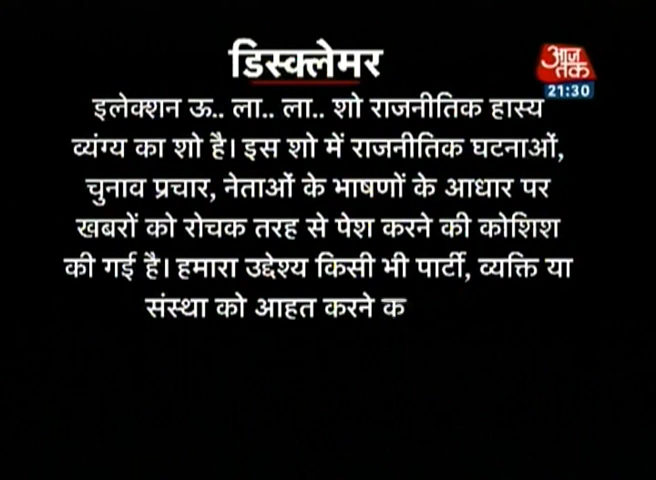 डिस्क्लेमर
आज तक
21:30
इलेक्शन ऊ.. ला.. ला.. शो राजनीतिक हास्य
व्यंग्य का शो है। इस शो में राजनीतिक घटनाओं,
चुनाव प्रचार, नेताओं के भाषणों के आधार पर
खबरों को रोचक तरह से पेश करने की कोशिश
की गई है। हमारा उद्देश्य किसी भी पार्टी, व्यक्ति या
संस्था को आहत करने क